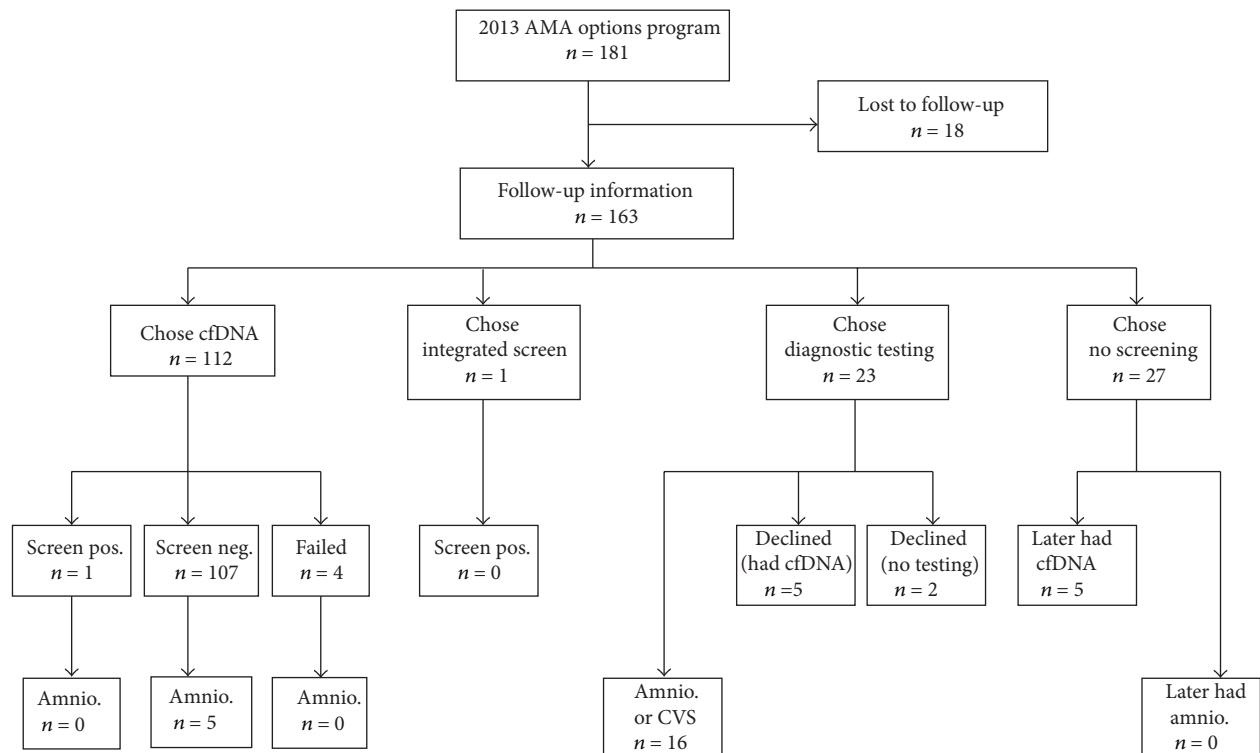 2013 AMA options program
n = 181
Lost to follow-up
n = 18
Follow-up information
n = 163
Chose cfDNA
n = 112
Chose
integrated screen
n = 1
Chose
diagnostic testing
n = 23
Chose
no screening
n = 27
Screen pos.
n = 1
Screen neg.
n = 107
Failed
n = 4
Screen pos.
n = 0
Declined
(had cfDNA)
n =5
Declined
(no testing)
n = 2
Later had
cfDNA
n = 5
Amnio.
n = 0
Amnio.
n = 5
Amnio.
n = 0
Amnio.
or CVS
n = 16
Later had
amnio.
n = 0